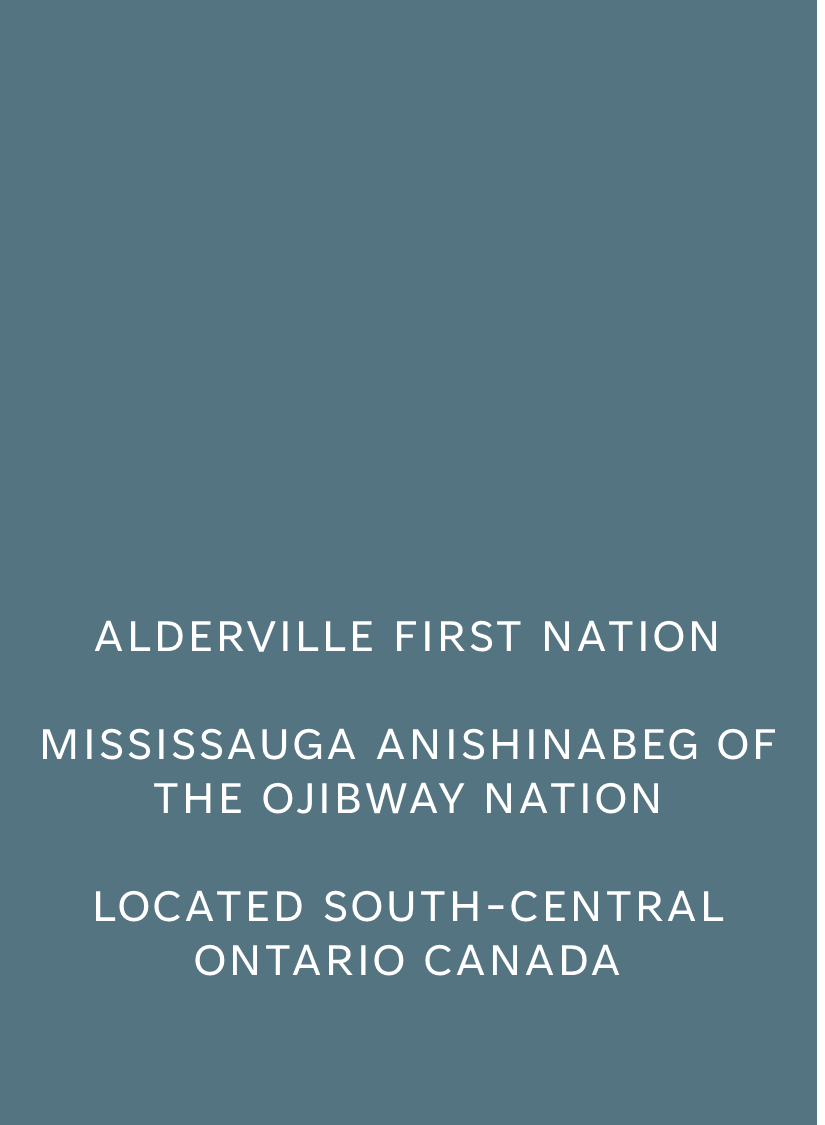 ALDERVILLE FIRST NATION
MISSISSAUGA ANISHINABEG OF
THE OJIBWAY NATION
LOCATED SOUTH-CENTRAL
ONTARIO CANADA